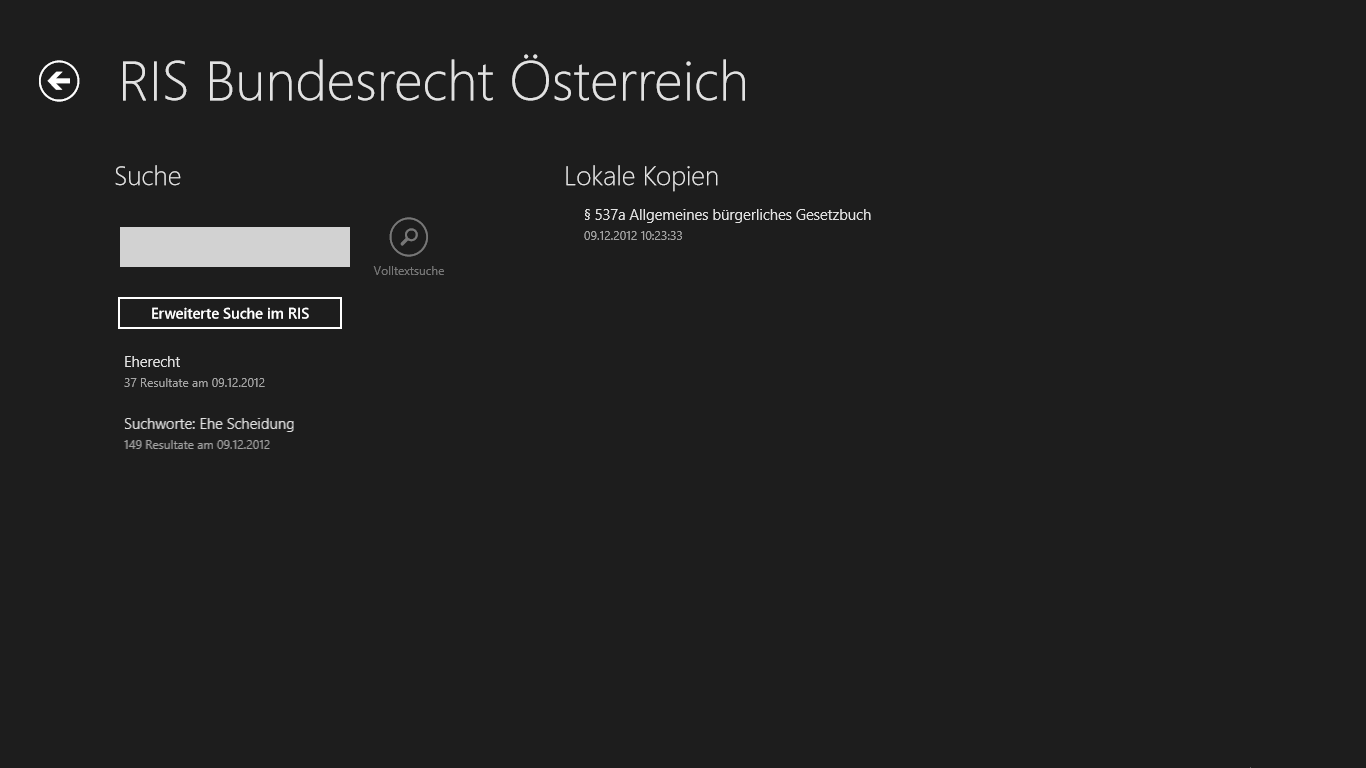 RIS Bundesrecht Österreich
Suche
Volltextsuche
Erweiterte Suche im RIS
Eherecht
37 Resultate am 09.12.2012
Suchworte: Ehe Scheidung
149 Resultate am 09.12.2012
Lokale Kopien
§ 537a Allgemeines bürgerliches Gesetzbuch
09.12.2012 10:23:33